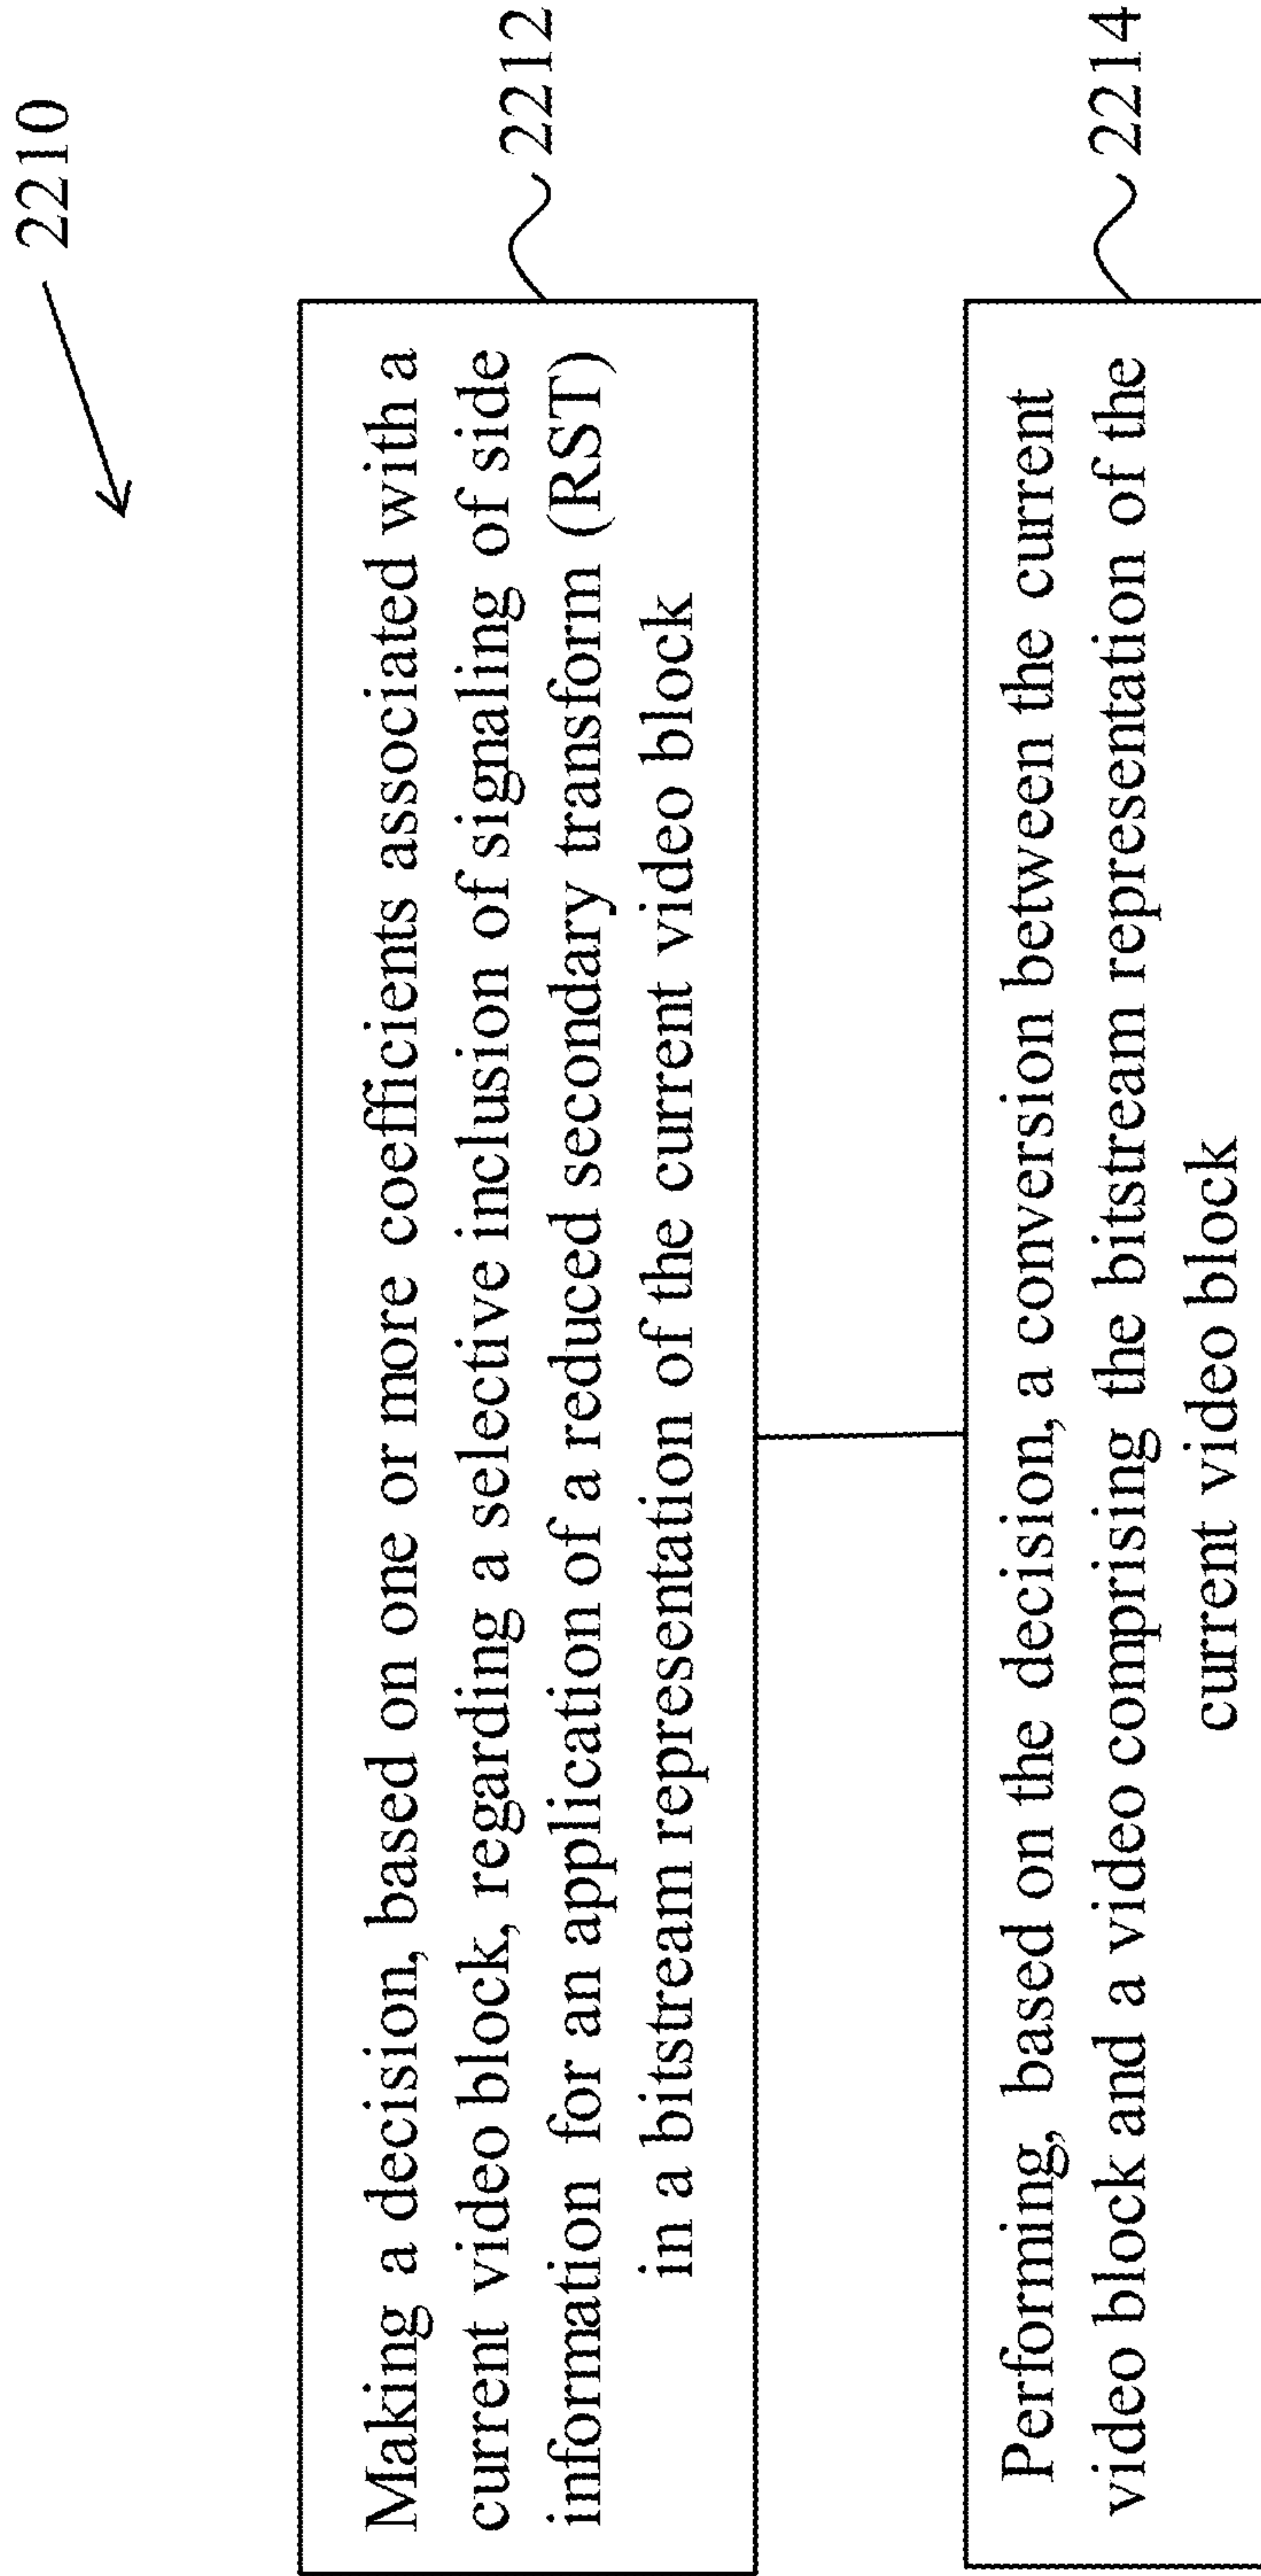 2210
Making a decision, based on one or more coefficients associated with a
current video block, regarding a selective inclusion of signaling of side
information for an application of a reduced secondary transform (RST)
in a bitstream representation of the current video block
2212
Performing, based on the decision, a conversion between the current
video block and a video comprising the bitstream representation of the
current video block
2214